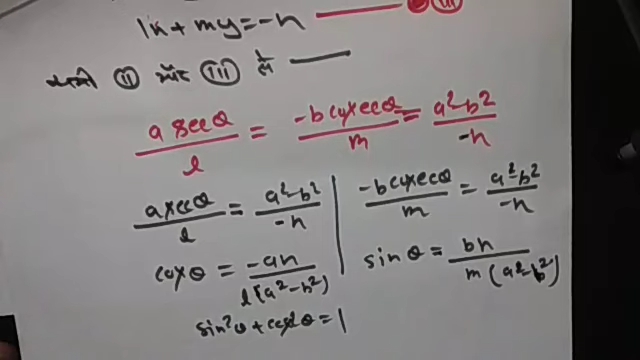 lx + my = -n ——— (III)
समी (II) और (III) से ———
a secθ / l = -b cosecθ / m = a²-b² / -n
a secθ / l = a²-b² / -n | -b cosecθ / m = a²-b² / -n
cosθ = -an / l(a²-b²) | sinθ = bn / m(a²-b²)
sin²θ + cos²θ = 1